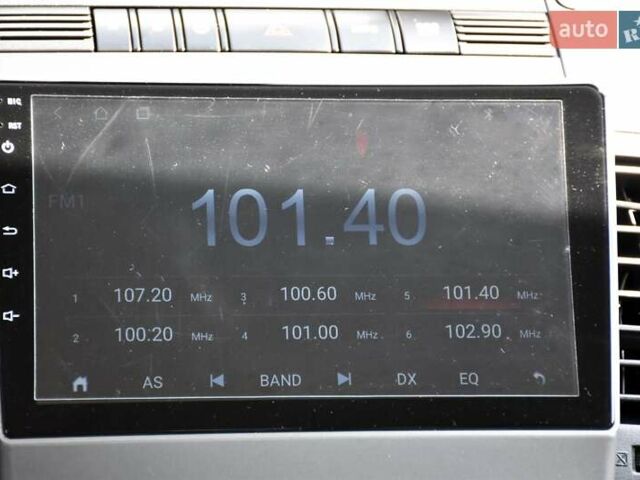 auto
R
MIC
RST
FM1
101.40
1 107.20 MHz 3 100.60 MHz 5 101.40 MHz
2 100.20 MHz 4 101.00 MHz 6 102.90 MHz
AS BAND DX EQ